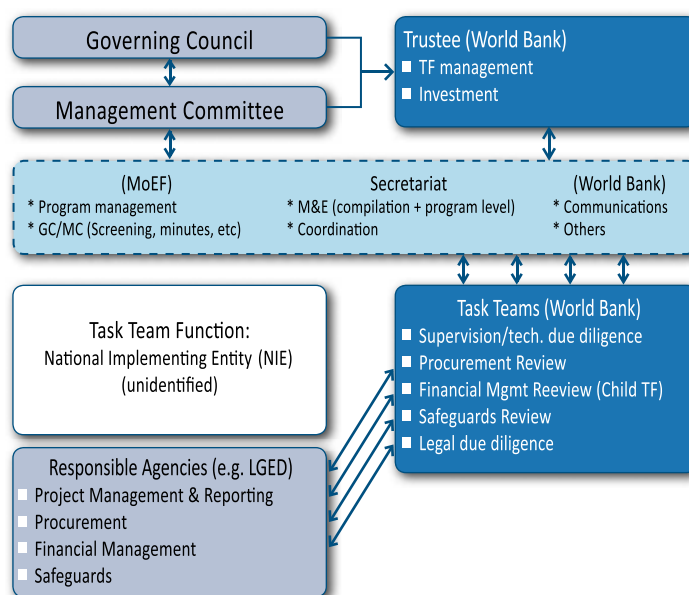 Governing Council
Management Committee
Trustee (World Bank)
TF management
Investment
(MoEF)
* Program management
* GC/MC (Screening, minutes, etc)
Secretariat
* M&E (compilation + program level)
* Coordination
(World Bank)
* Communications
* Others
Task Team Function:
National Implementing Entity (NIE)
(unidentified)
Task Teams (World Bank)
Supervision/tech. due diligence
Procurement Review
Financial Mgmt Reeview (Child TF)
Safeguards Review
Legal due diligence
Responsible Agencies (e.g. LGED)
Project Management & Reporting
Procurement
Financial Management
Safeguards